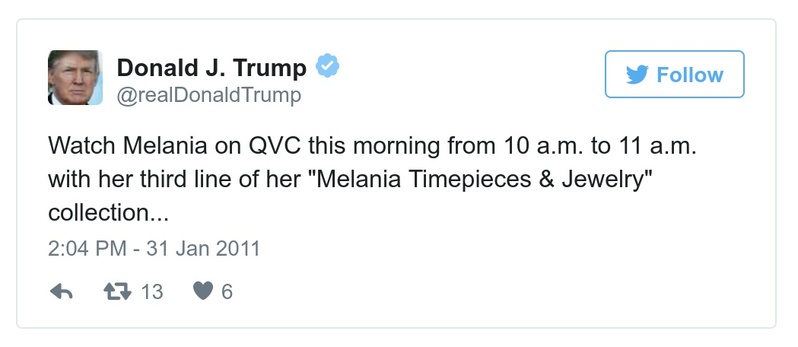 Donald J. Trump
@realDonaldTrump
Follow
Watch Melania on QVC this morning from 10 a.m. to 11 a.m.
with her third line of her "Melania Timepieces & Jewelry"
collection...
2:04 PM - 31 Jan 2011
13 6